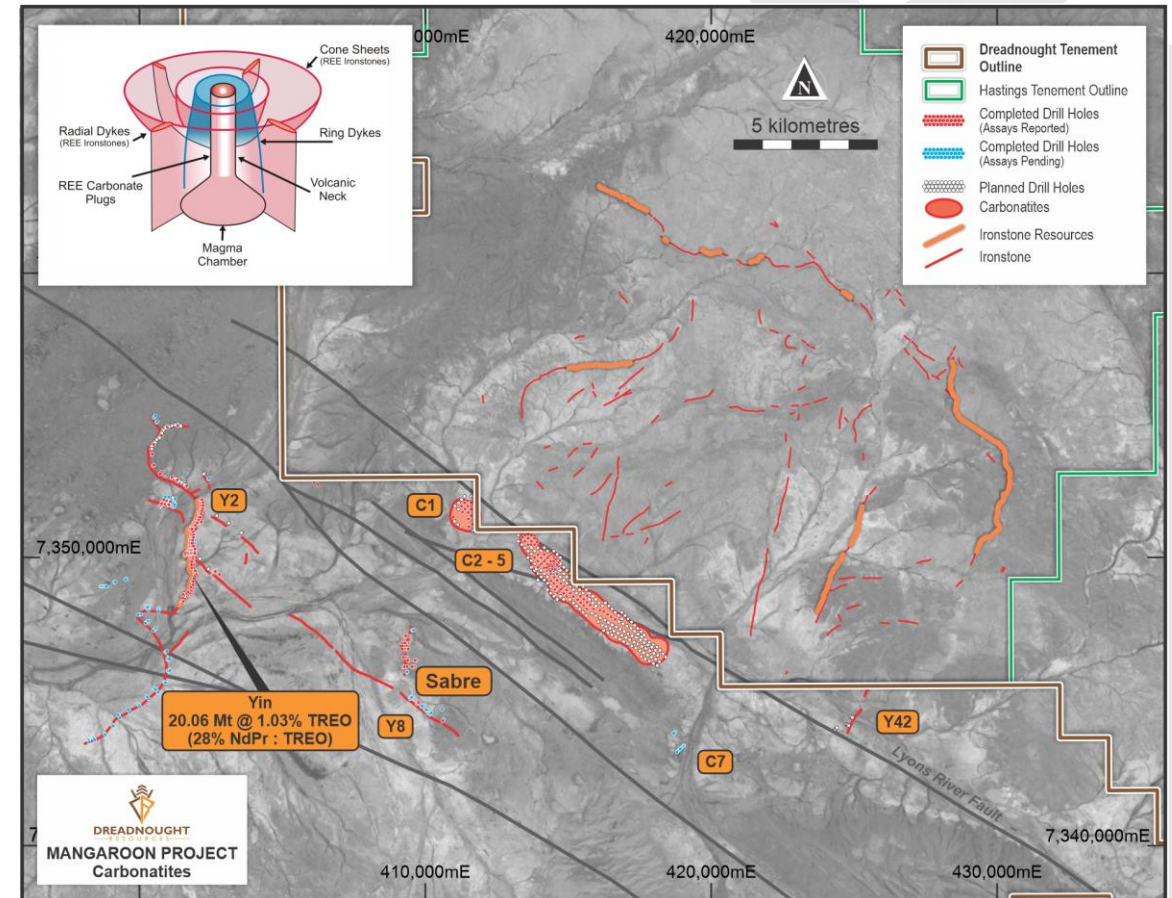 Cone Sheets
(REE Ironstones)
Radial Dykes
(REE Ironstones)
Ring Dykes
REE Carbonate
Plugs
Volcanic
Neck
Magma
Chamber
000mE
420,000mE
N
5 kilometres
Dreadnought Tenement
Outline
Hastings Tenement Outline
Completed Drill Holes
(Assays Reported)
Completed Drill Holes
(Assays Pending)
Planned Drill Holes
Carbonatites
Ironstone Resources
Ironstone
Y2
C1
7,350,000mE
C2 - 5
Sabre
Yin
20.06 Mt @ 1.03% TREO
(28% NdPr : TREO)
Y8
Y42
C7
Lyons River Fault
DREADNOUGHT
RESOURCES
MANGAROON PROJECT
Carbonatites
7
7,340,000mE
410,000mE
420,000mE
430,000mE